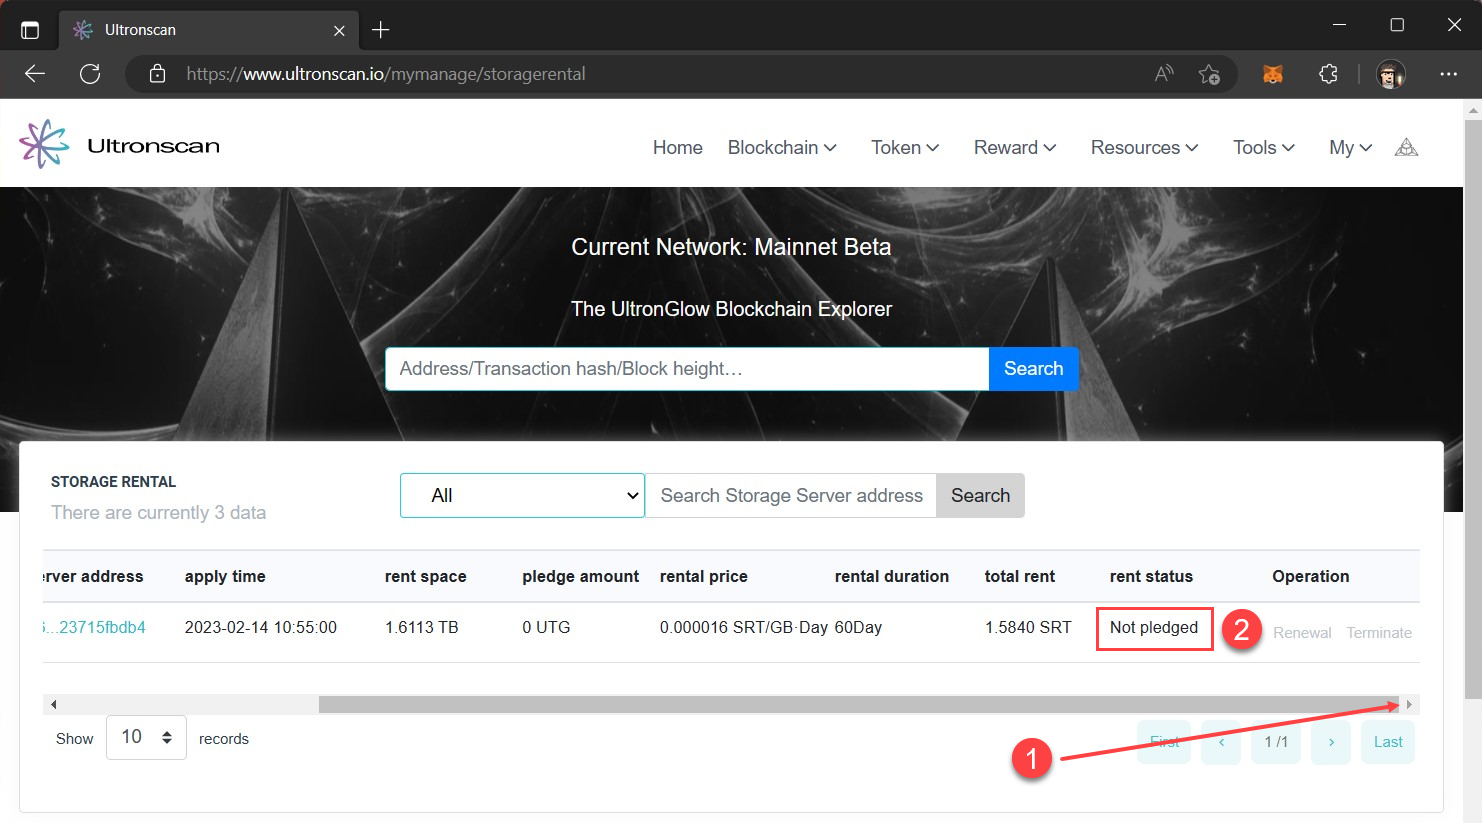 Ultronscan
https://www.ultronscan.io/mymanage/storagerental
Ultronscan
Home Blockchain Token Reward Resources Tools My
Current Network: Mainnet Beta
The UltronGlow Blockchain Explorer
Address/Transaction hash/Block height... Search
STORAGE RENTAL
There are currently 3 data
All Search Storage Server address Search
rver address apply time rent space pledge amount rental price rental duration total rent rent status Operation
6...23715fbdb4 2023-02-14 10:55:00 1.6113 TB 0 UTG 0.000016 SRT/GB·Day 60Day 1.5840 SRT Not pledged 2 Renewal Terminate
Show 10 records
1
First ‹ 1 /1 › Last